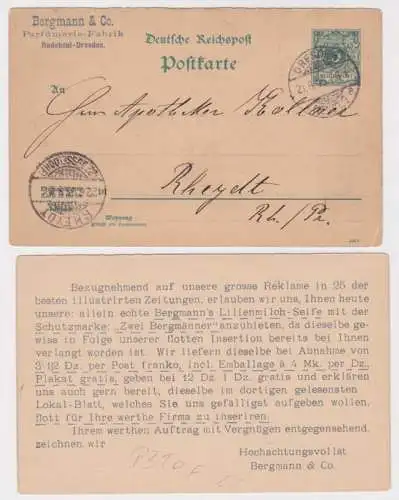 Bergmann & Co.
Parfümerie-Fabrik
Radebeul-Dresden.
Deutsche Reichspost
Postkarte
An
Herrn Apotheker
Rheydt
Rh./Pr.
DRESDEN
RHEYDT
Wohnung
Bezugnehmend auf unsere grosse Reklame in 25 der
besten illustrirten Zeitungen, erlauben wir uns, Ihnen heute
unsere: allein echte Bergmann's Lilienmilch-Seife mit der
Schutzmarke: „Zwei Bergmänner" anzubieten, da dieselbe ge-
wiss in Folge unserer flotten Insertion bereits bei Ihnen
verlangt worden ist. Wir liefern dieselbe bei Abnahme von
3 1/2 Dz. per Post franko, incl. Emballage à 4 Mk. per Dz.,
Plakat gratis, geben bei 12 Dz. 1 Dz. gratis und erklären
uns auch gern bereit, dieselbe im dortigen gelesensten
Lokal-Blatt, welches Sie uns gefälligst aufgeben wollen,
flott für Ihre werthe Firma zu inseriren.
Ihrem werthen Auftrag mit Vergnügen entgegensehend,
zeichnen wir
Hochachtungsvollst
Bergmann & Co.